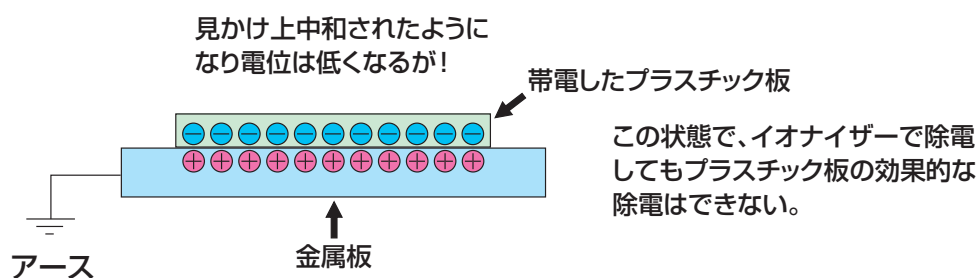 見かけ上中和されたように
なり電位は低くなるが!
帯電したプラスチック板
この状態で、イオナイザーで除電
してもプラスチック板の効果的な
除電はできない。
アース
金属板